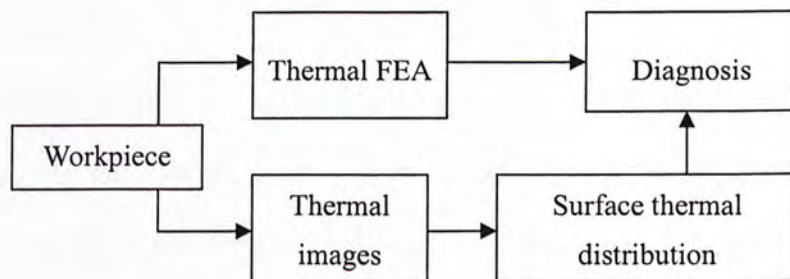 Thermal FEA
Diagnosis
Workpiece
Thermal
images
Surface thermal
distribution